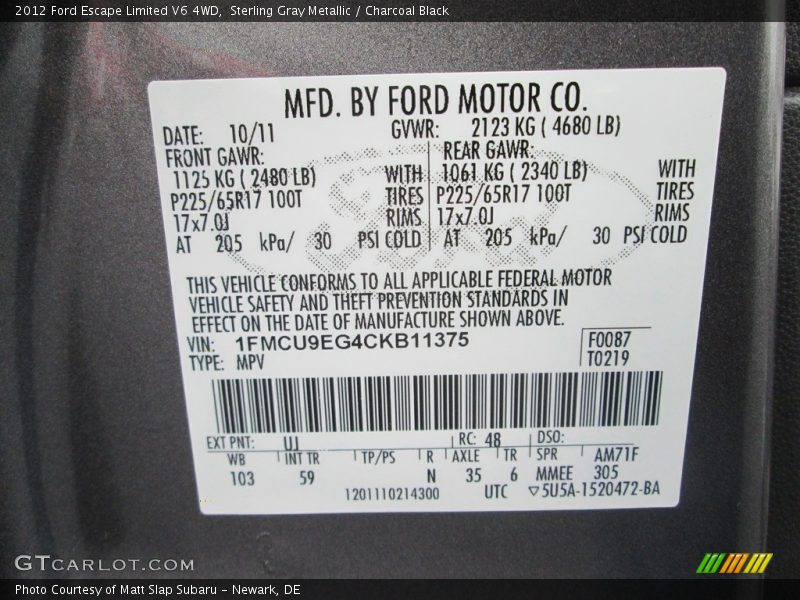 2012 Ford Escape Limited V6 4WD,  Sterling Gray Metallic / Charcoal Black
MFD. BY FORD MOTOR CO.
DATE: 10/11 GVWR: 2123 KG ( 4680 LB)
FRONT GAWR: REAR GAWR:
1125 KG ( 2480 LB) WITH 1061 KG ( 2340 LB) WITH
P225/65R17 100T TIRES P225/65R17 100T TIRES
17x7.0J RIMS 17x7.0J RIMS
AT 205 kPa/ 30 PSI COLD AT 205 kPa/ 30 PSI COLD
THIS VEHICLE CONFORMS TO ALL APPLICABLE FEDERAL MOTOR
VEHICLE SAFETY AND THEFT PREVENTION STANDARDS IN
EFFECT ON THE DATE OF MANUFACTURE SHOWN ABOVE.
VIN: 1FMCU9EG4CKB11375 F0087
TYPE: MPV T0219
EXT PNT: UJ RC: 48 DSO:
WB INT TR TP/PS R AXLE TR SPR AM71F
103 59 N 35 6 MMEE 305
1201110214300 UTC ▽5U5A-1520472-BA
GTCARLOT.COM
Photo Courtesy of Matt Slap Subaru – Newark, DE